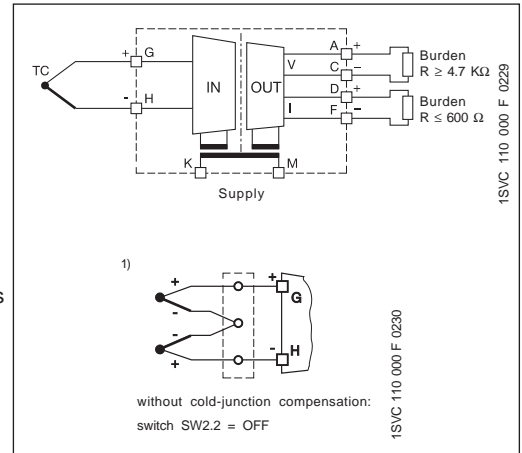 TC
+ G
- H
IN
OUT
V
I
A +
C –
D +
F –
Burden
R ≥ 4.7 KΩ
Burden
R ≤ 600 Ω
K
M
Supply
1SVC 110 000 F 0229
s
1)
+
-
-
+
+
G
-
H
without cold-junction compensation:
switch SW2.2 = OFF
1SVC 110 000 F 0230